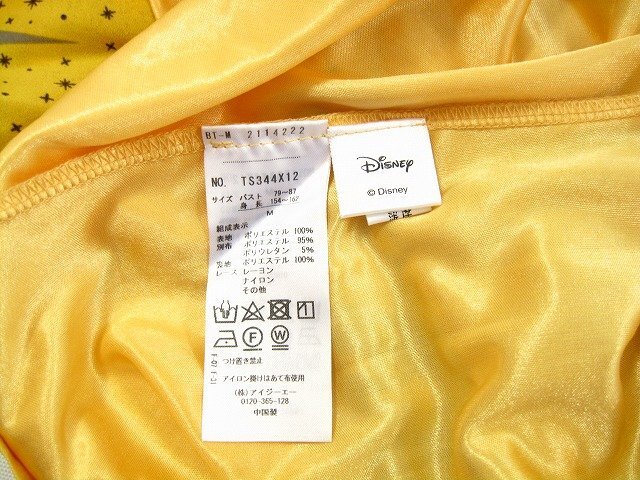 BT-M 2114222
NO. TS344X12
サイズ バスト 79~87
身長 154~162
M
組成表示
表地 ポリエステル 100%
別布 ポリエステル 95%
ポリウレタン 5%
裏地 ポリエステル 100%
レース レーヨン
ナイロン
その他
F
W
つけ置き禁止
アイロン掛けはあて布使用
(株)アイジーエー
0120-365-128
中国製
Disney
© Disney